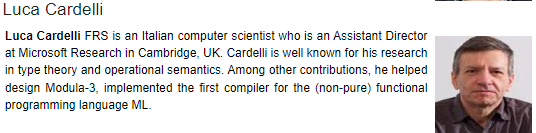 Luca Cardelli
Luca Cardelli FRS is an Italian computer scientist who is an Assistant Director
at Microsoft Research in Cambridge, UK. Cardelli is well known for his research
in type theory and operational semantics. Among other contributions, he helped
design Modula-3, implemented the first compiler for the (non-pure) functional
programming language ML.